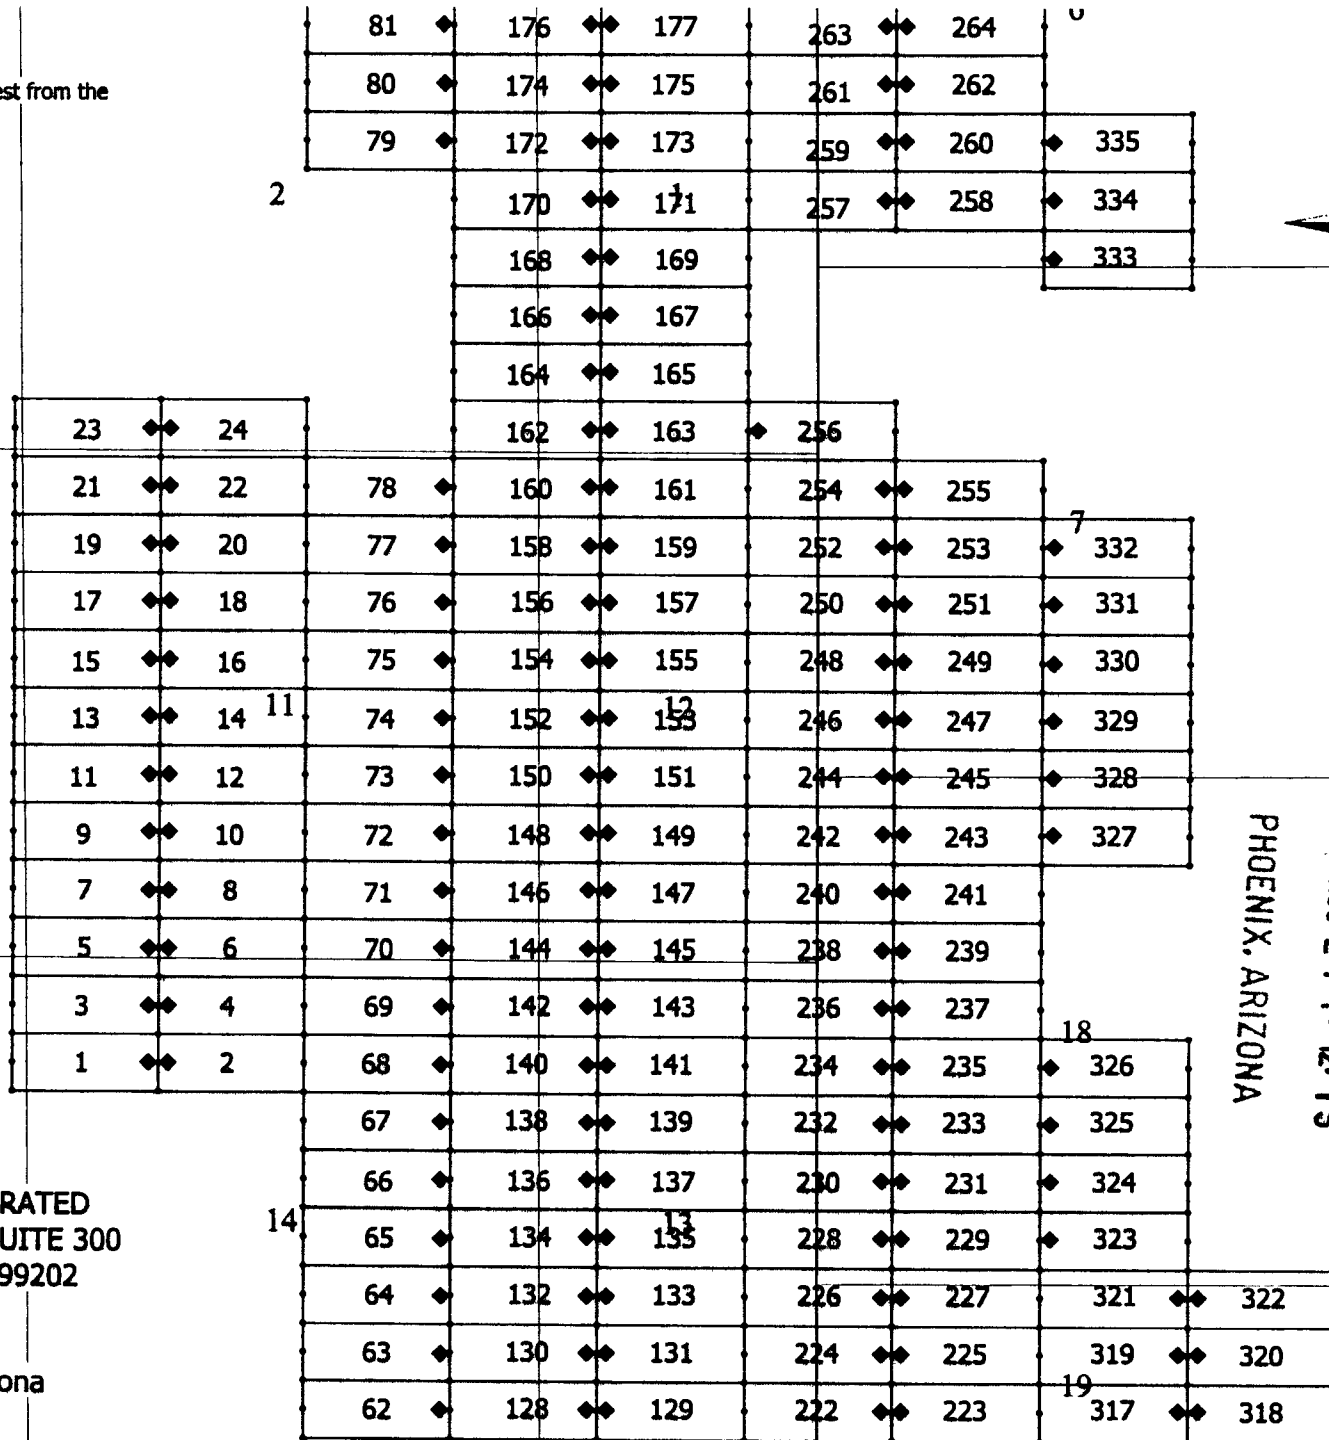 81 176 177 263 264
est from the
80 174 175 261 262
79 172 173 259 260 335
2 170 1 171 257 258 334
168 169 333
166 167
164 165
23 24 162 163 256
21 22 78 160 161 254 255
7
19 20 77 158 159 252 253 332
17 18 76 156 157 250 251 331
15 16 75 154 155 248 249 330
11 12
13 14 74 152 153 246 247 329
11 12 73 150 151 244 245 328
9 10 72 148 149 242 243 327
7 8 71 146 147 240 241
5 6 70 144 145 238 239
3 4 69 142 143 236 237
18
1 2 68 140 141 234 235 326
67 138 139 232 233 325
66 136 137 230 231 324
14 13
65 134 135 228 229 323
64 132 133 226 227 321 322
63 130 131 224 225 319 320
19
62 128 129 222 223 317 318
RATED
UITE 300
99202
ona
PHOENIX, ARIZONA